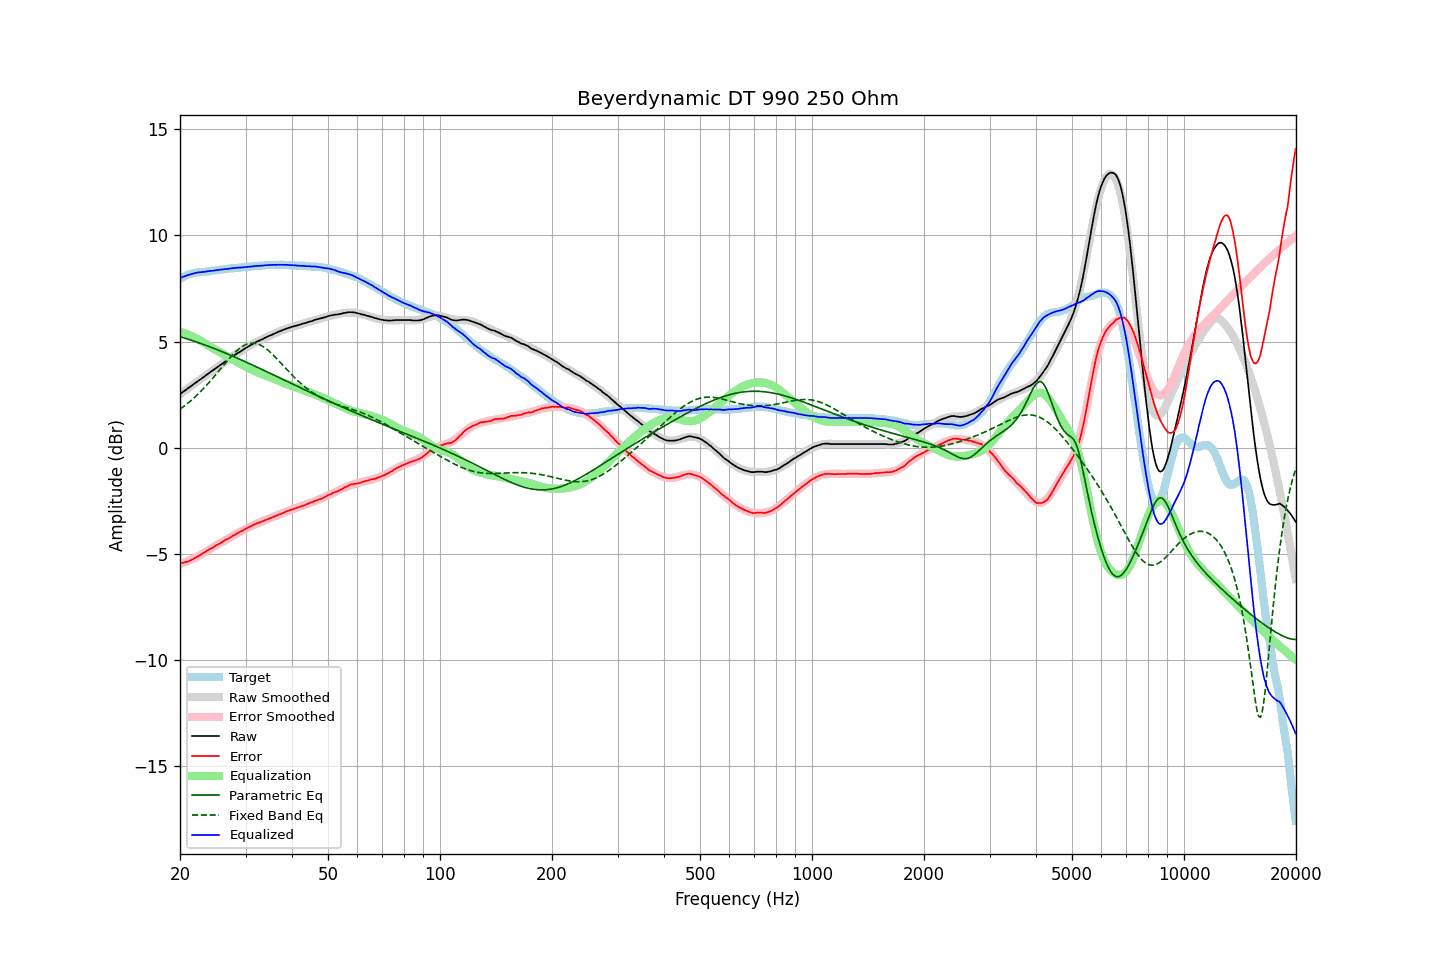 Beyerdynamic DT 990 250 Ohm
15
10
5
0
−5
−10
−15
Amplitude (dBr)
Target
Raw Smoothed
Error Smoothed
Raw
Error
Equalization
Parametric Eq
Fixed Band Eq
Equalized
20 50 100 200 500 1000 2000 5000 10000 20000
Frequency (Hz)